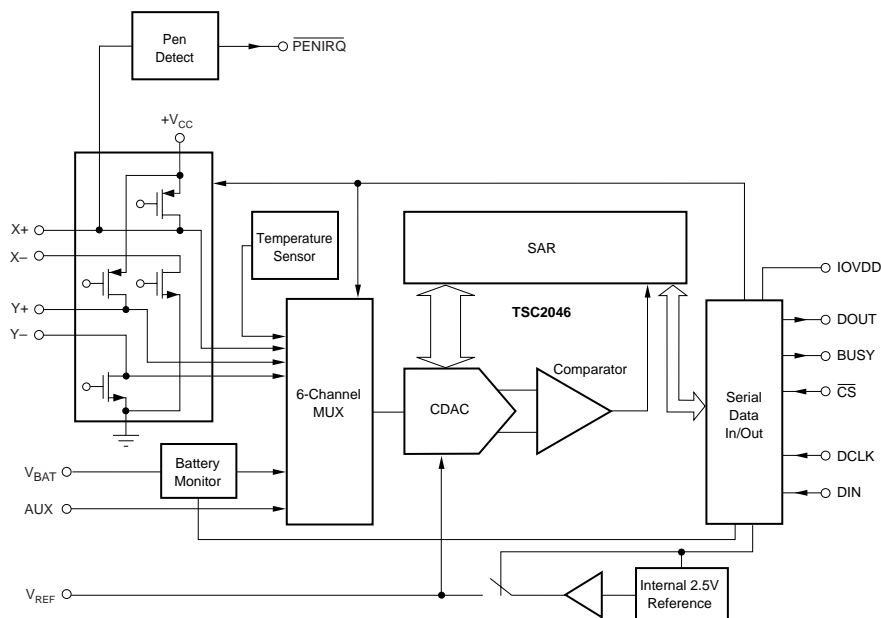 Pen
Detect
PENIRQ
+VCC
X+
X–
Y+
Y–
Temperature
Sensor
SAR
TSC2046
IOVDD
DOUT
BUSY
CS
DCLK
DIN
6-Channel
MUX
CDAC
Comparator
Serial
Data
In/Out
VBAT
Battery
Monitor
AUX
VREF
Internal 2.5V
Reference